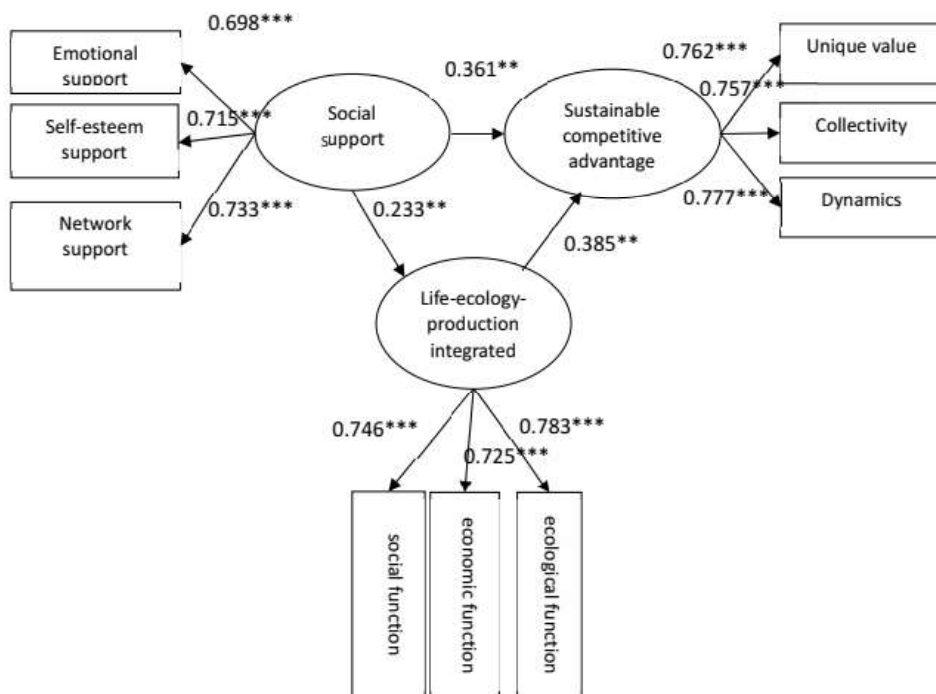 0.698***
Emotional
support
0.715***
Self-esteem
support
0.733***
Network
support
Social
support
0.361**
0.233**
Sustainable
competitive
advantage
0.385**
0.762***
Unique value
0.757***
Collectivity
0.777***
Dynamics
Life-ecology-
production
integrated
0.746***
0.725***
0.783***
social function
economic function
ecological function